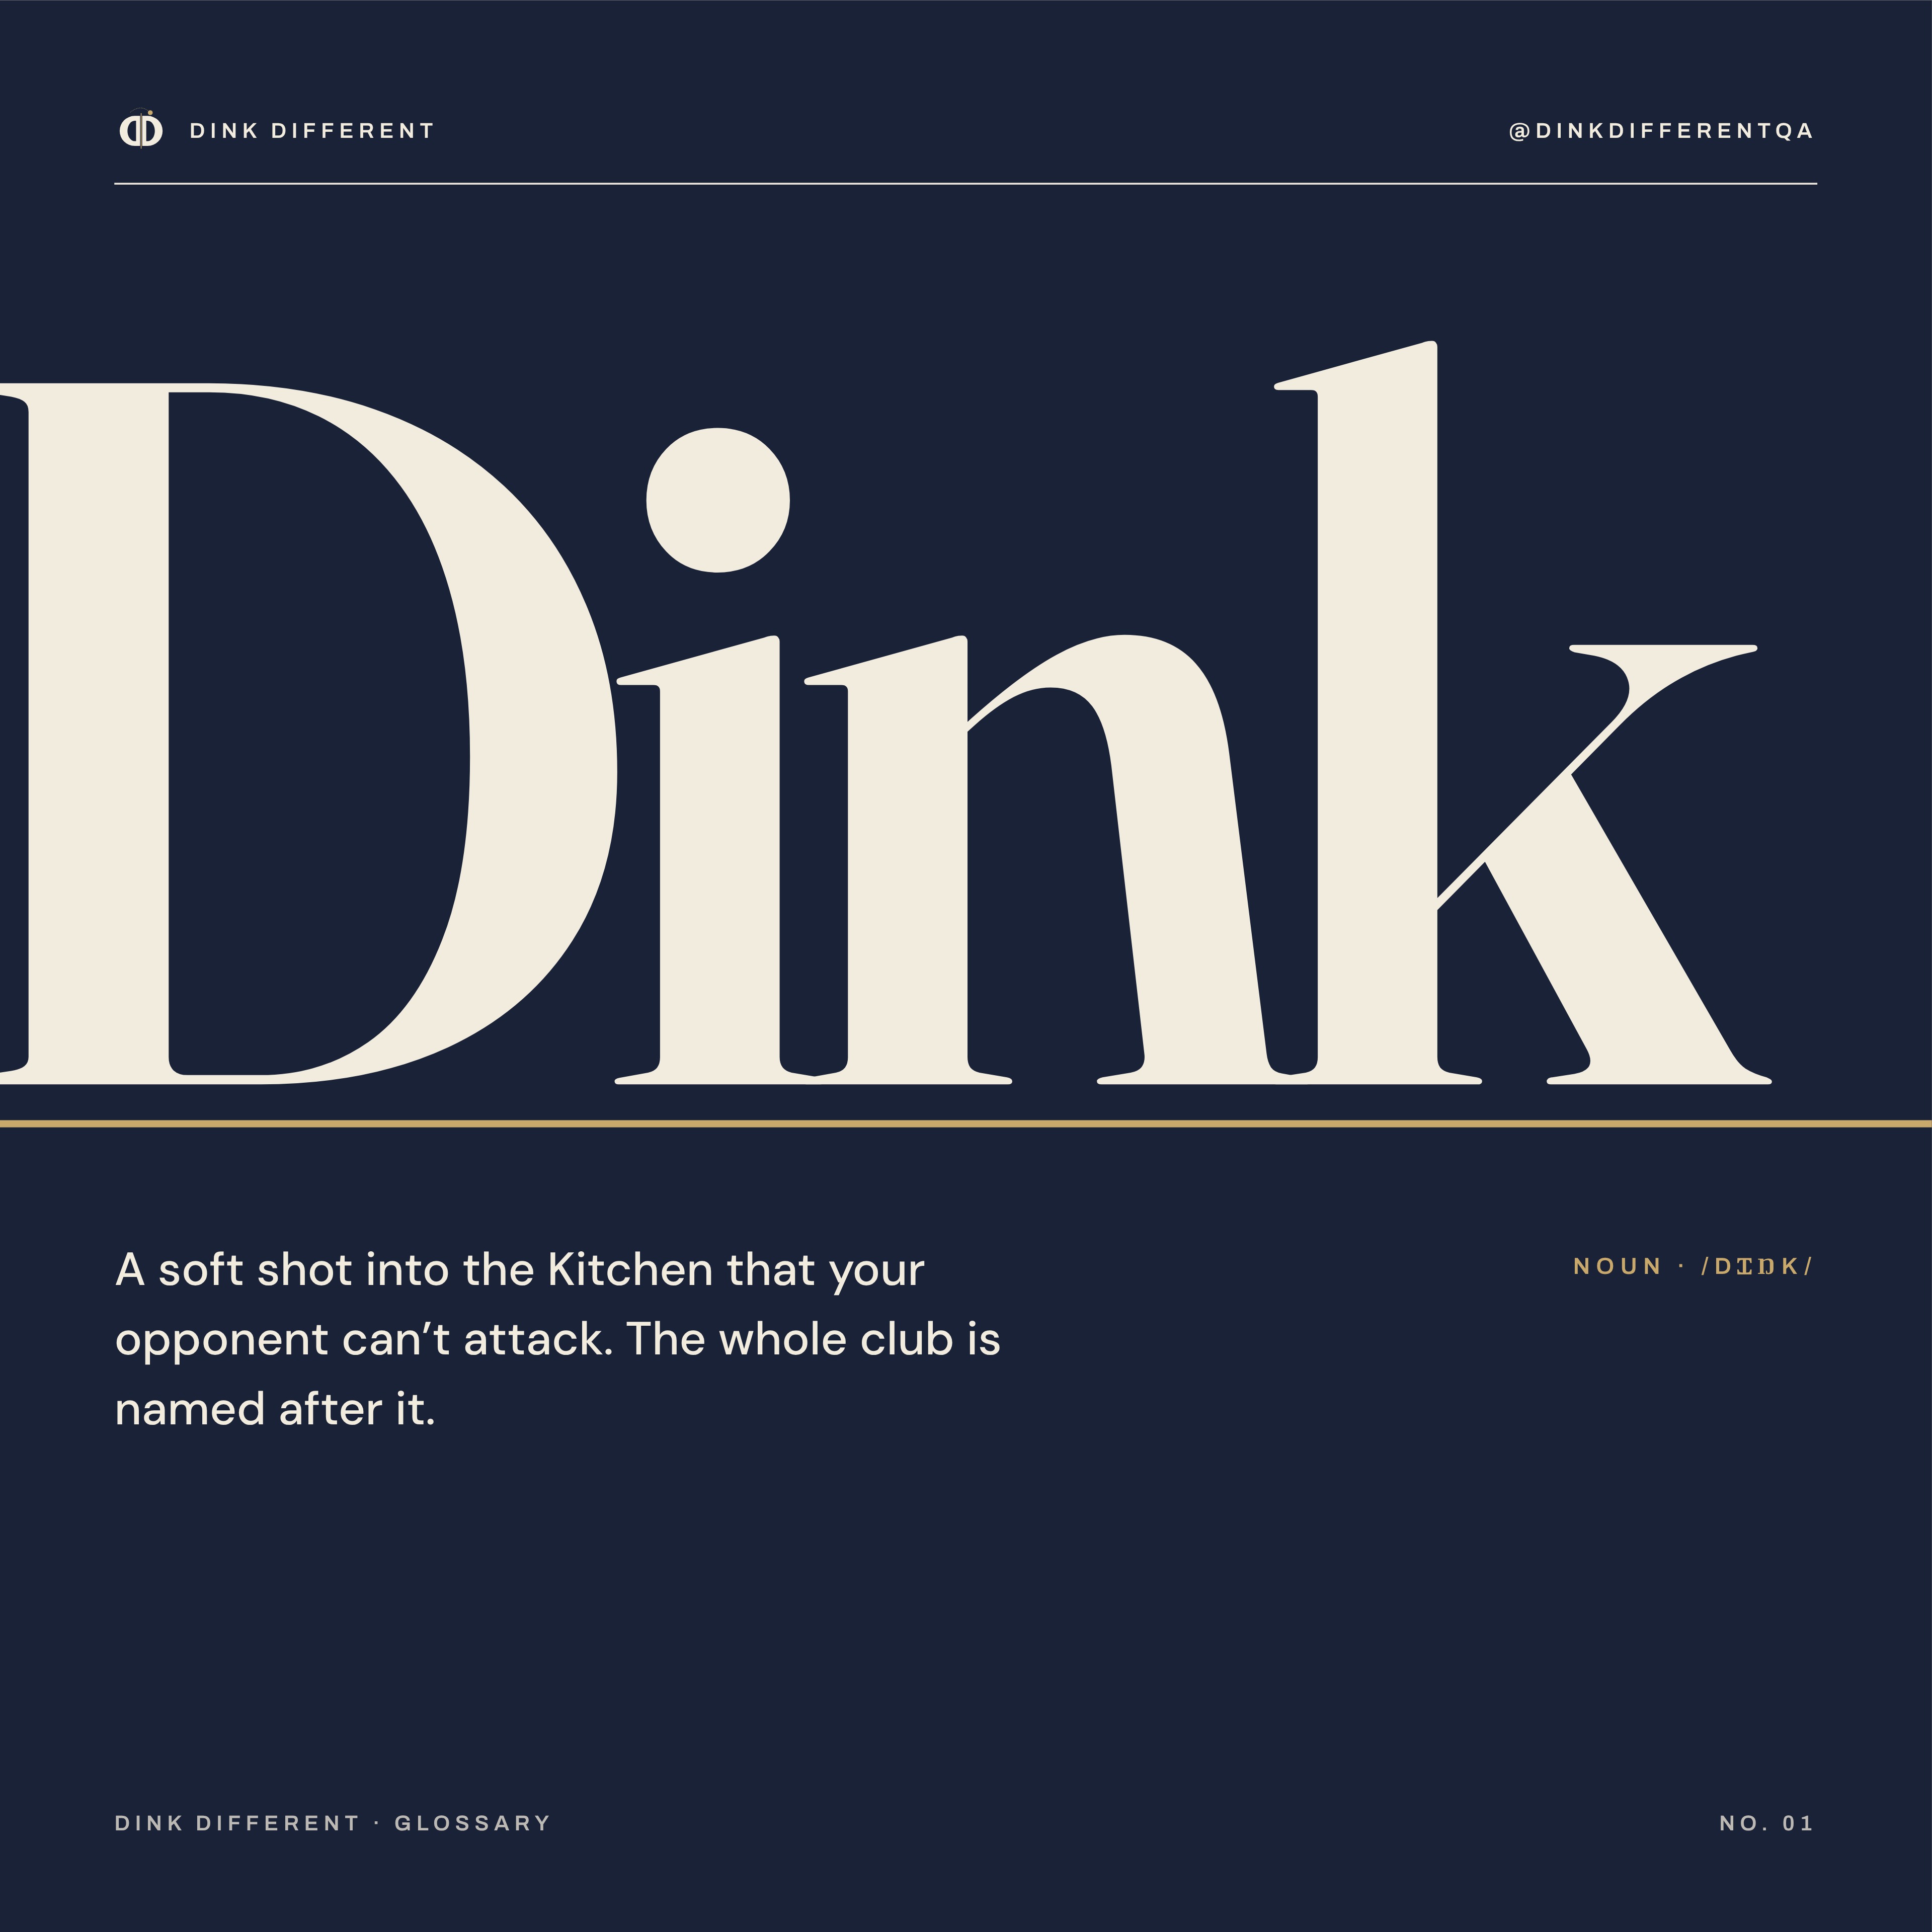 DINK DIFFERENT
@DINKDIFFERENTQA
Dink
A soft shot into the Kitchen that your
opponent can’t attack. The whole club is
named after it.
NOUN · /DꞮŊK/
DINK DIFFERENT · GLOSSARY
NO. 01